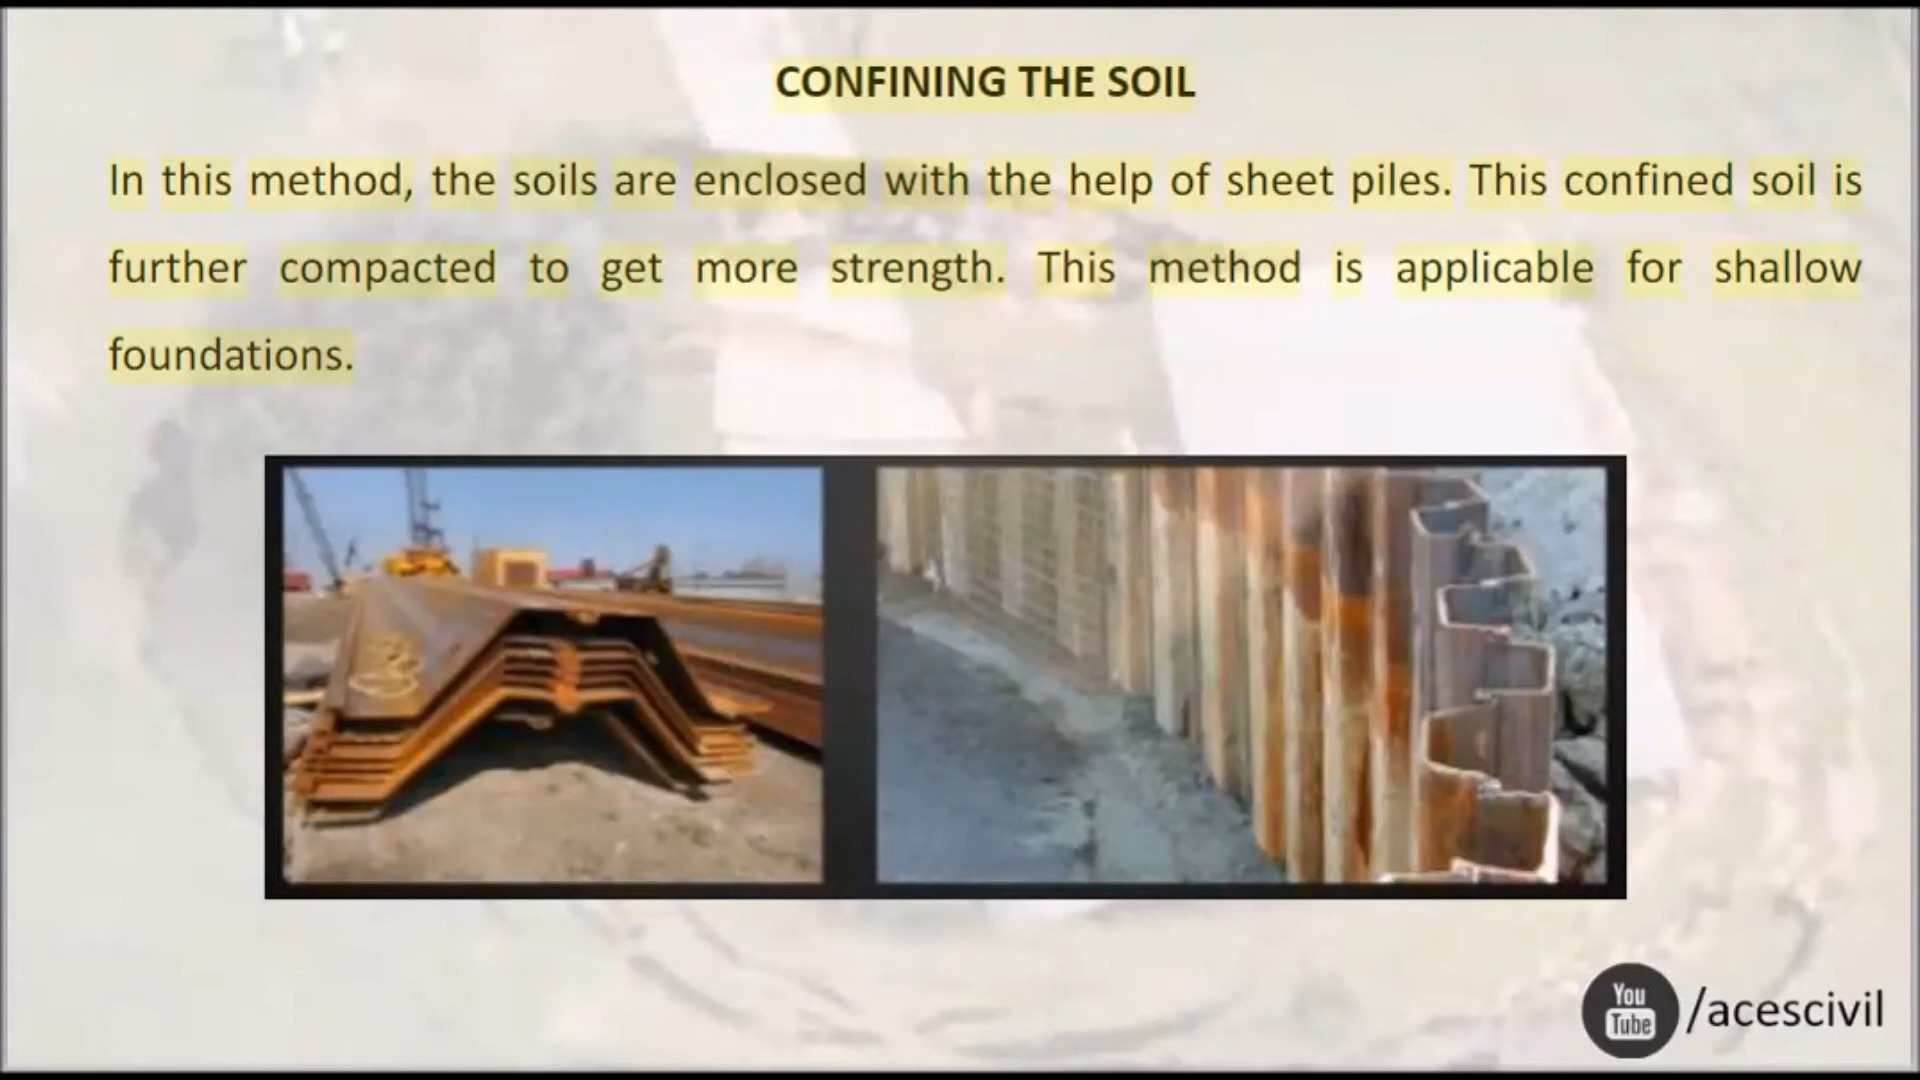 CONFINING THE SOIL
In this method, the soils are enclosed with the help of sheet piles. This confined soil is
further compacted to get more strength. This method is applicable for shallow
foundations.
You
Tube
/acescivil